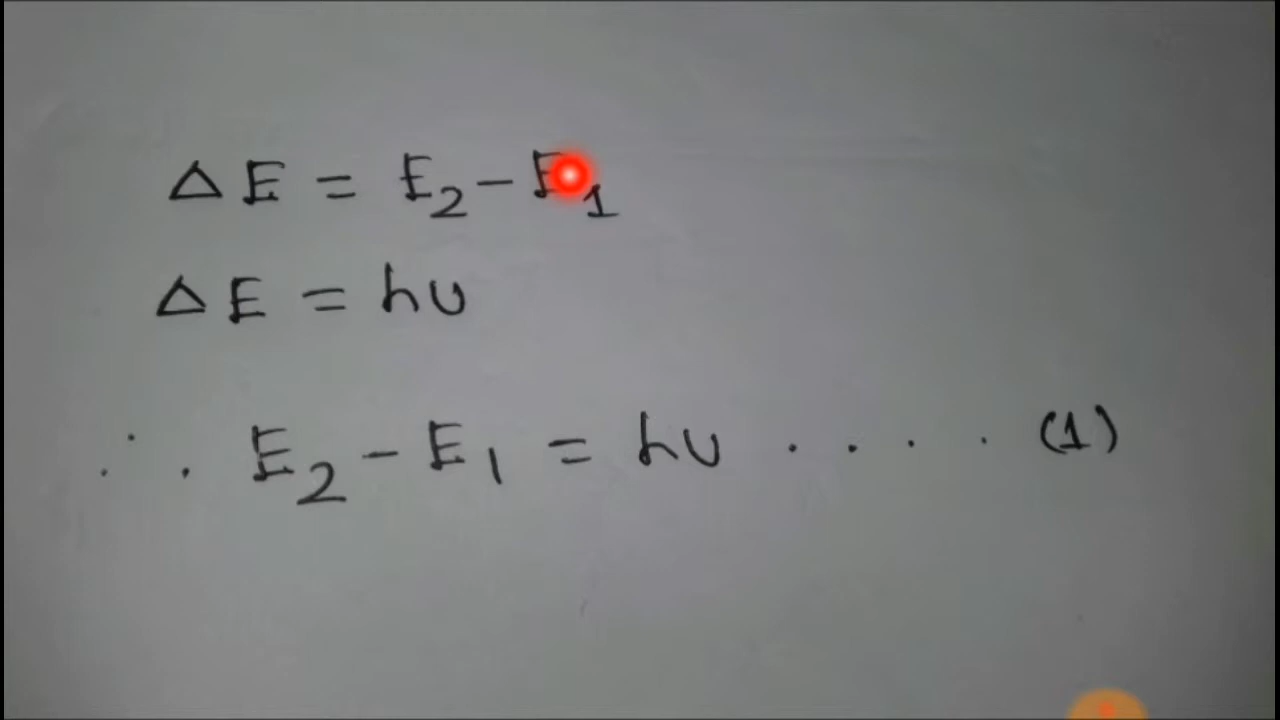 ΔE = E₂ - E₁
ΔE = hυ
∴ E₂ - E₁ = hυ . . . . (1)